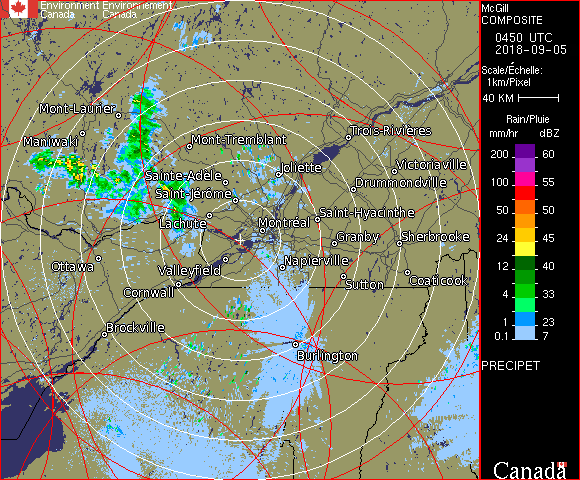 Environment Environnement
Canada Canada
McGill
COMPOSITE
0450 UTC
2018-09-05
Scale/Échelle:
1km/Pixel
40 KM
Rain/Pluie
mm/hr dBZ
200 60
100 55
50 50
24 45
12 40
4 33
1 23
0.1 7
PRECIPET
Canada
Mont-Laurier
Maniwaki
Mont-Tremblant
Trois-Rivières
Sainte-Adèle
Joliette
Victoriaville
Saint-Jérôme
Drummondville
Lachute
Montréal
Saint-Hyacinthe
Granby
Sherbrooke
Ottawa
Valleyfield
Napierville
Cornwall
Sutton
Coaticook
Brockville
Burlington